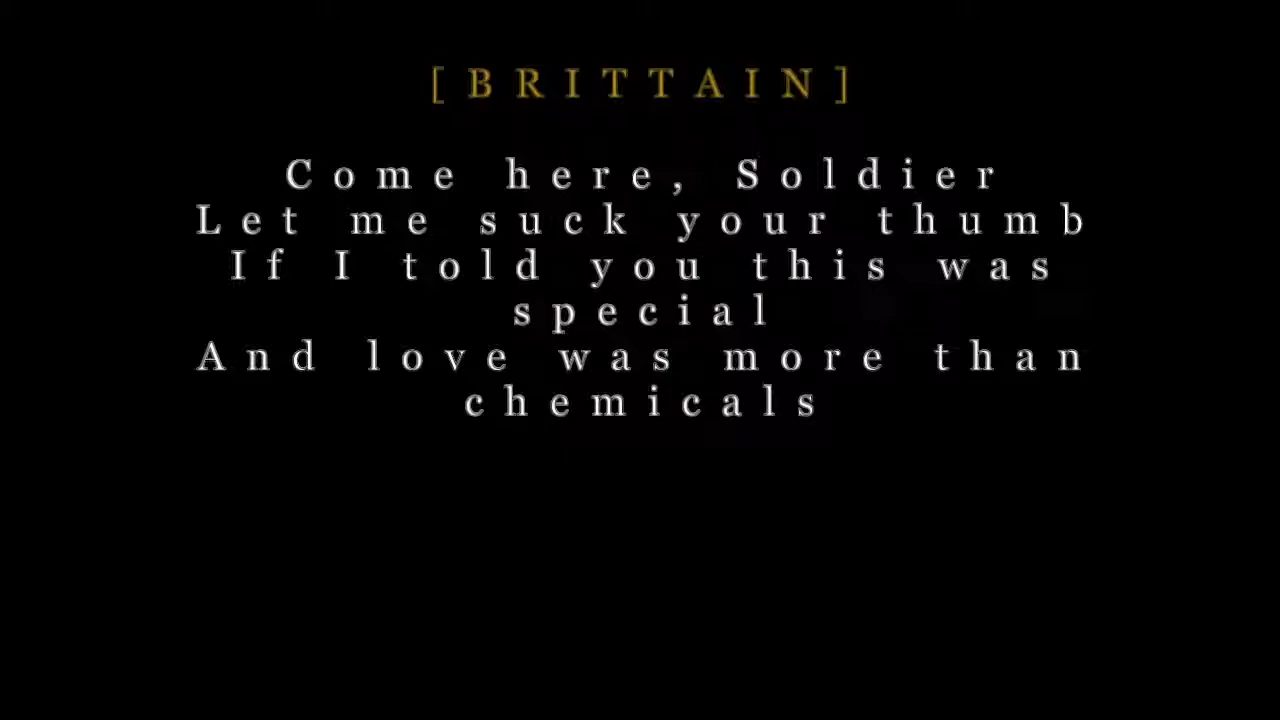 [BRITTAIN]
Come here, Soldier
Let me suck your thumb
If I told you this was
special
And love was more than
chemicals